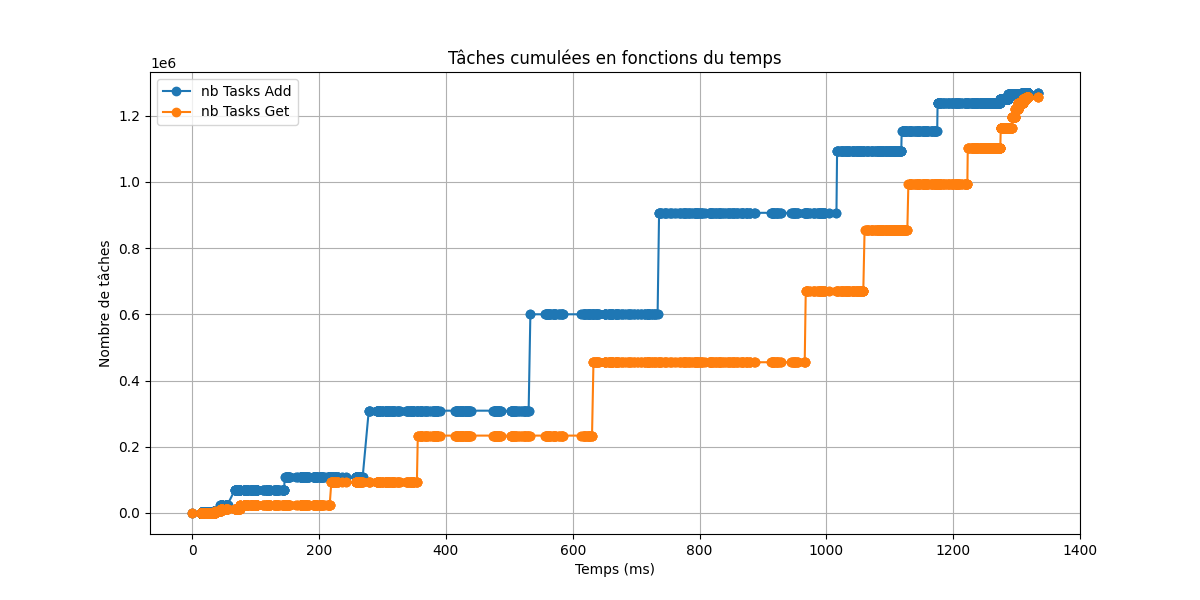 Tâches cumulées en fonctions du temps
1e6
nb Tasks Add
nb Tasks Get
1.2
1.0
0.8
0.6
0.4
0.2
0.0
Nombre de tâches
0 200 400 600 800 1000 1200 1400
Temps (ms)